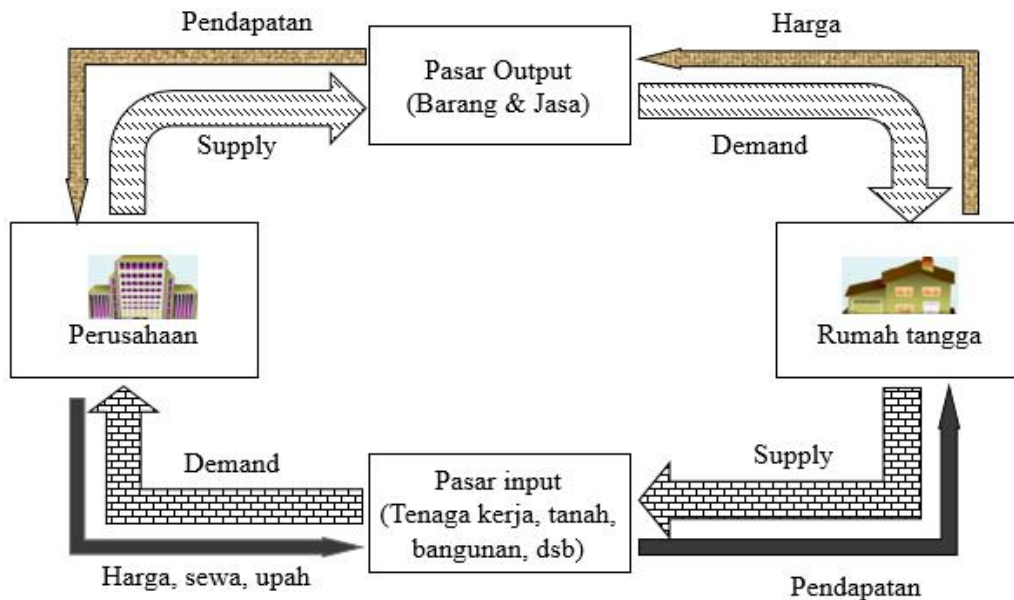 Pendapatan
Harga
Pasar Output
(Barang & Jasa)
Supply
Demand
Perusahaan
Rumah tangga
Demand
Supply
Pasar input
(Tenaga kerja, tanah,
bangunan, dsb)
Harga, sewa, upah
Pendapatan